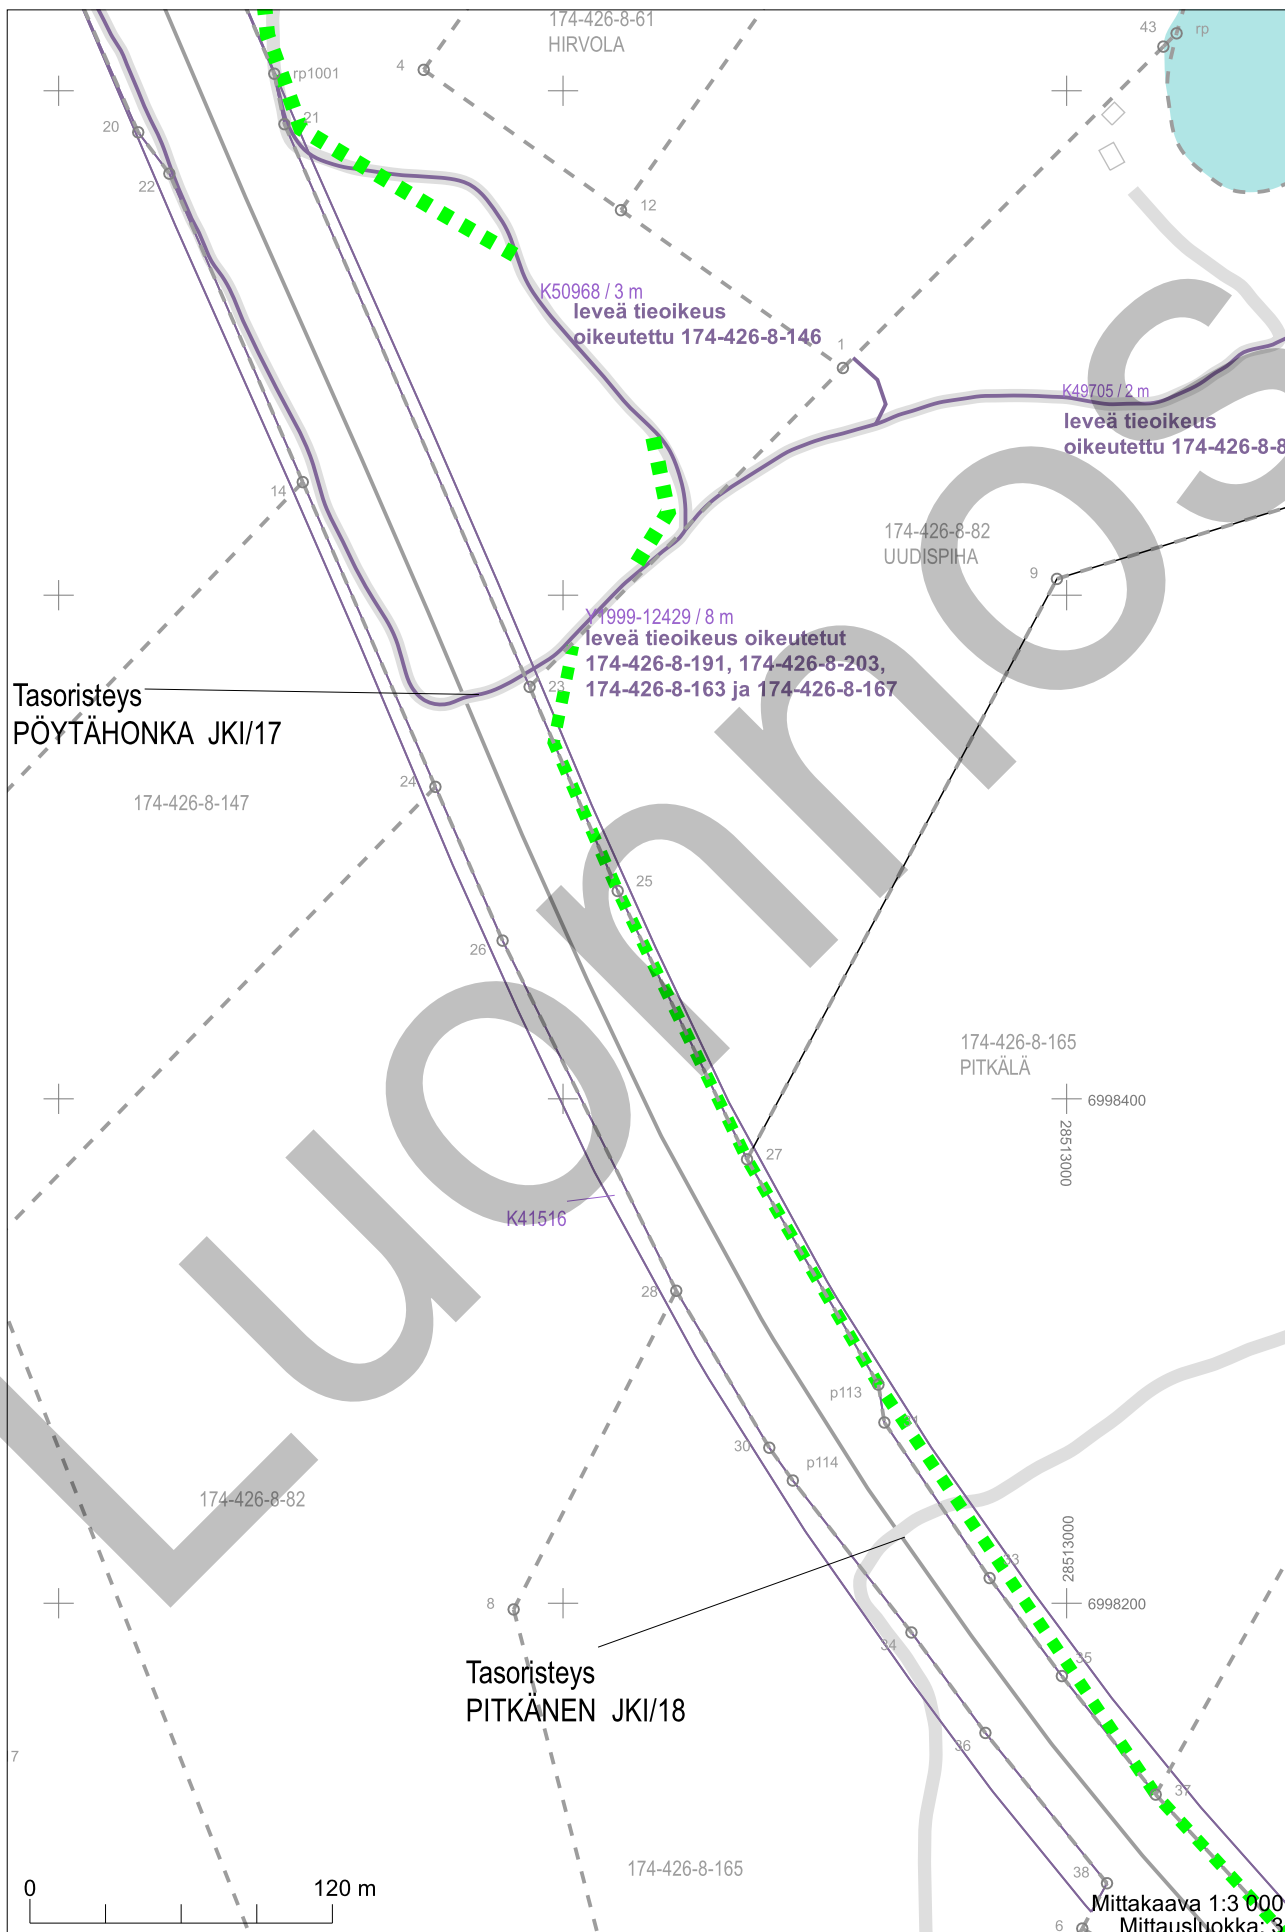 174-426-8-61
HIRVOLA
43
rp
4
rp1001
21
20
22
12
K50968 / 3 m
leveä tieoikeus
oikeutettu 174-426-8-146
1
K49705 / 2 m
leveä tieoikeus
oikeutettu 174-426-8-8
14
174-426-8-82
UUDISPIHA
9
Y1999-12429 / 8 m
leveä tieoikeus oikeutetut
174-426-8-191, 174-426-8-203,
174-426-8-163 ja 174-426-8-167
23
Tasoristeys
PÖYTÄHONKA JKI/17
24
174-426-8-147
25
26
174-426-8-165
PITKÄLÄ
6998400
28513000
27
K41516
28
p113
31
30
p114
174-426-8-82
33
28513000
6998200
8
34
35
Tasoristeys
PITKÄNEN JKI/18
36
7
37
174-426-8-165
38
0
120 m
Mittakaava 1:3 000
6
Mittausluokka: 3
Luonnos